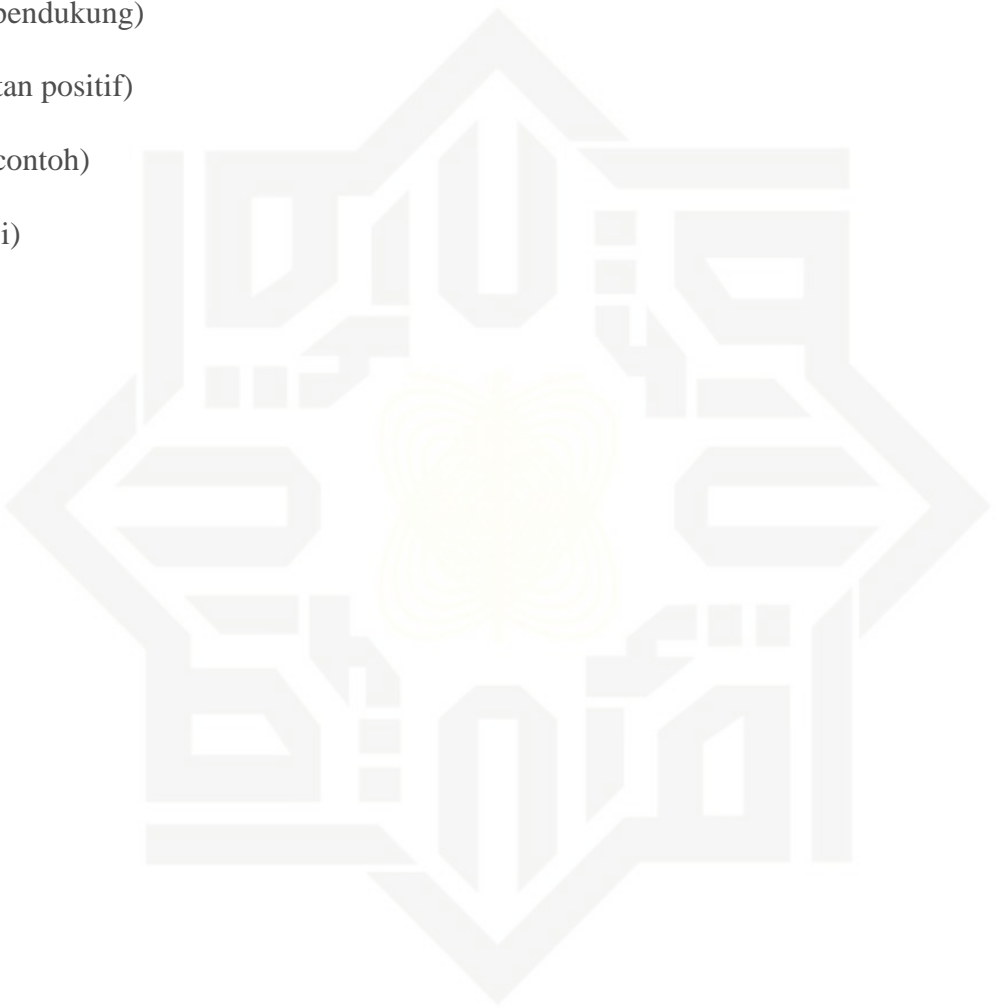 pendukung)
tan positif)
contoh)
i)